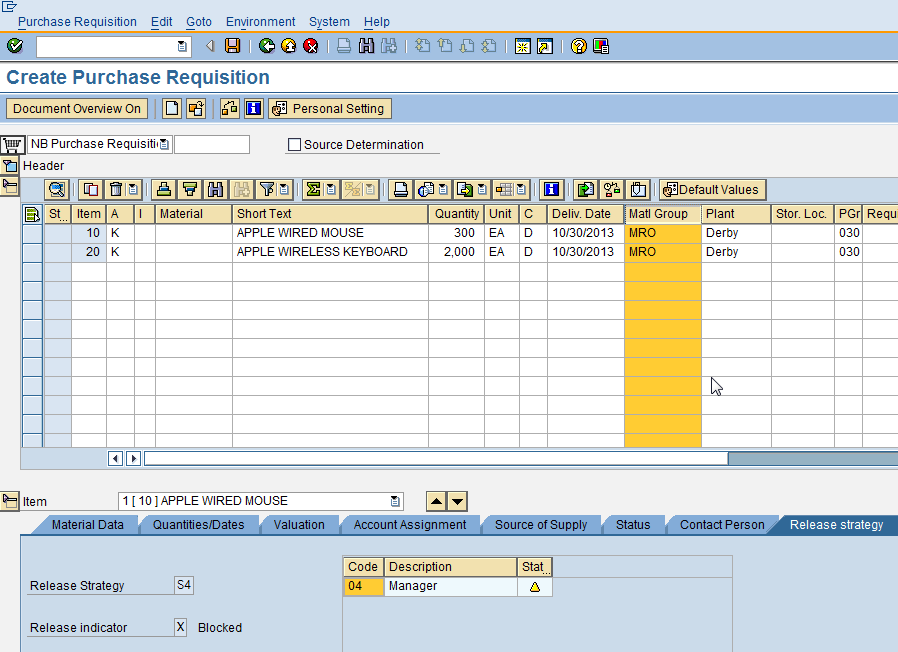 Purchase Requisition Edit Goto Environment System Help
Create Purchase Requisition
Document Overview On Personal Setting
NB Purchase Requisiti Source Determination
Header
Default Values
St... Item A I Material Short Text Quantity Unit C Deliv. Date Matl Group Plant Stor. Loc. PGr Requi
10 K APPLE WIRED MOUSE 300 EA D 10/30/2013 MRO Derby 030
20 K APPLE WIRELESS KEYBOARD 2,000 EA D 10/30/2013 MRO Derby 030
Item 1 [ 10 ] APPLE WIRED MOUSE
Material Data Quantities/Dates Valuation Account Assignment Source of Supply Status Contact Person Release strategy
Code Description Stat...
Release Strategy S4 04 Manager
Release indicator X Blocked